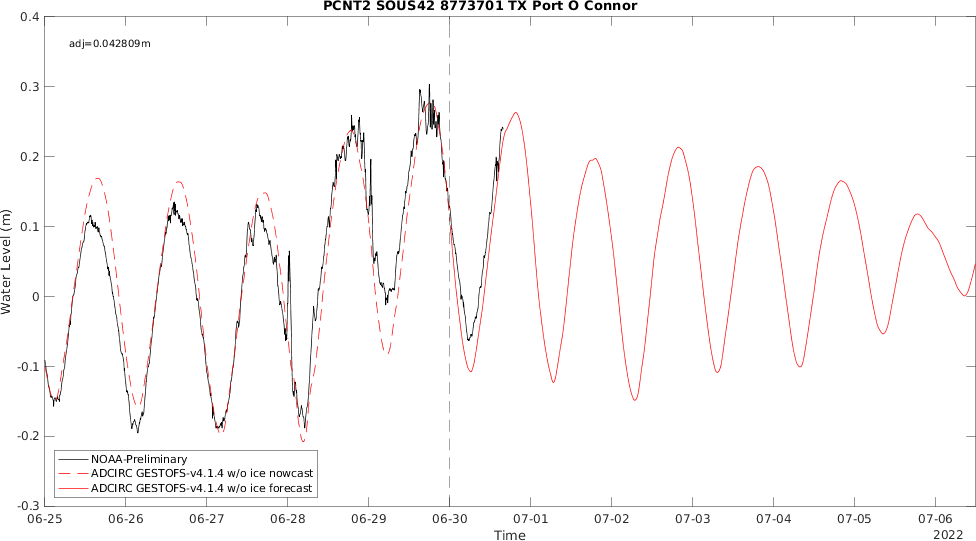 PCNT2 SOUS42 8773701 TX Port O Connor
adj=0.042809m
0.4
0.3
0.2
0.1
0
-0.1
-0.2
-0.3
Water Level (m)
NOAA-Preliminary
ADCIRC GESTOFS-v4.1.4 w/o ice nowcast
ADCIRC GESTOFS-v4.1.4 w/o ice forecast
06-25 06-26 06-27 06-28 06-29 06-30 07-01 07-02 07-03 07-04 07-05 07-06
Time
2022